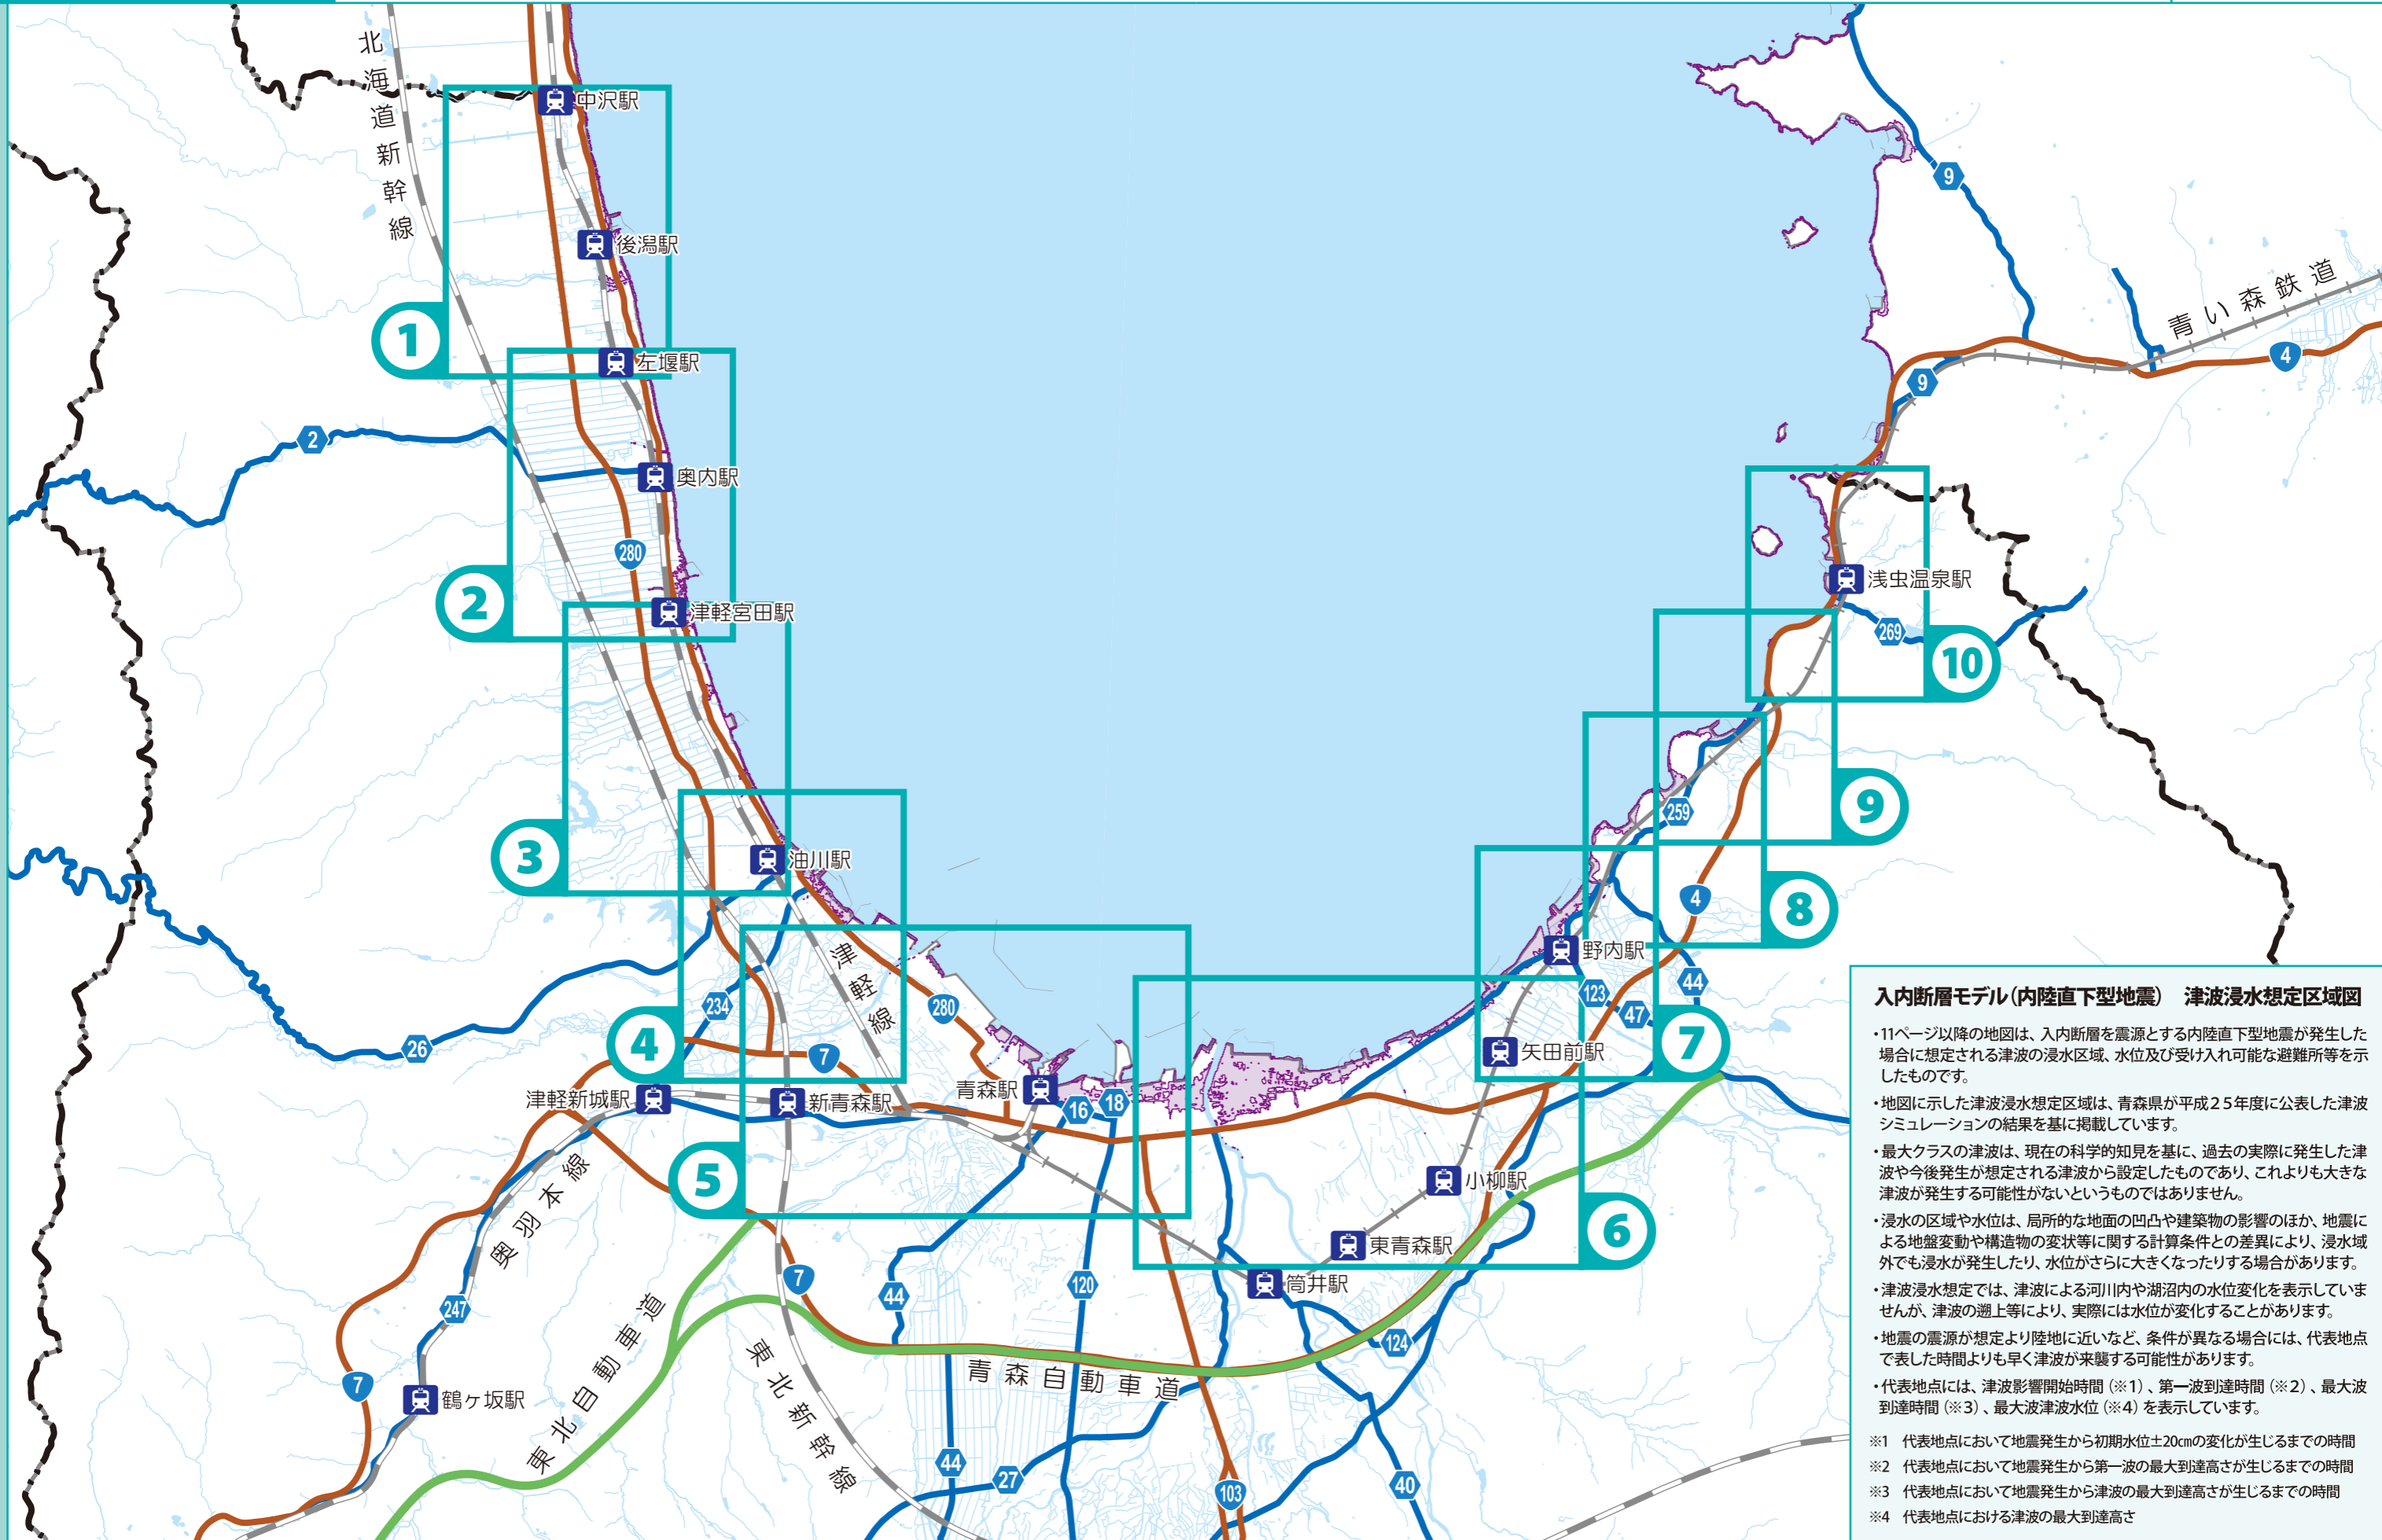 北海道新幹線
中沢駅
後潟駅
1
左堰駅
2
奥内駅
280
2
津軽宮田駅
3
油川駅
津軽線
234
280
26
4
7
津軽新城駅
新青森駅
青森駅
16
18
5
奥羽本線
247
7
鶴ヶ坂駅
東北自動車道
7
東北新幹線
44
120
青森自動車道
44
27
103
40
124
筒井駅
東青森駅
小柳駅
6
矢田前駅
野内駅
123
47
44
7
4
8
259
9
浅虫温泉駅
269
10
9
9
4
青い森鉄道
入内断層モデル(内陸直下型地震) 津波浸水想定区域図
・11ページ以降の地図は、入内断層を震源とする内陸直下型地震が発生した
場合に想定される津波の浸水区域、水位及び受け入れ可能な避難所等を示
したものです。
・地図に示した津波浸水想定区域は、青森県が平成25年度に公表した津波
シミュレーションの結果を基に掲載しています。
・最大クラスの津波は、現在の科学的知見を基に、過去の実際に発生した津
波や今後発生が想定される津波から設定したものであり、これよりも大きな
津波が発生する可能性がないというものではありません。
・浸水の区域や水位は、局所的な地面の凹凸や建築物の影響のほか、地震に
よる地盤変動や構造物の変状等に関する計算条件との差異により、浸水域
外でも浸水が発生したり、水位がさらに大きくなったりする場合があります。
・津波浸水想定では、津波による河川内や湖沼内の水位変化を表示していま
せんが、津波の遡上等により、実際には水位が変化することがあります。
・地震の震源が想定より陸地に近いなど、条件が異なる場合には、代表地点
で表した時間よりも早く津波が来襲する可能性があります。
・代表地点には、津波影響開始時間(※1)、第一波到達時間(※2)、最大波
到達時間(※3)、最大波津波水位(※4)を表示しています。
※1 代表地点において地震発生から初期水位±20cmの変化が生じるまでの時間
※2 代表地点において地震発生から第一波の最大到達高さが生じるまでの時間
※3 代表地点において地震発生から津波の最大到達高さが生じるまでの時間
※4 代表地点における津波の最大到達高さ